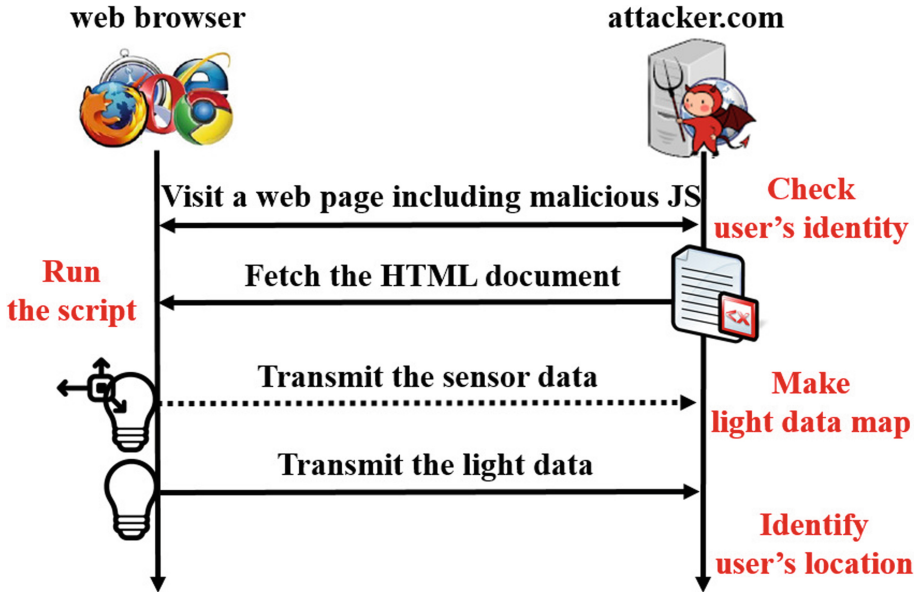 web browser
attacker.com
Visit a web page including malicious JS
Check
user's identity
Fetch the HTML document
Run
the script
Transmit the sensor data
Make
light data map
Transmit the light data
Identify
user's location